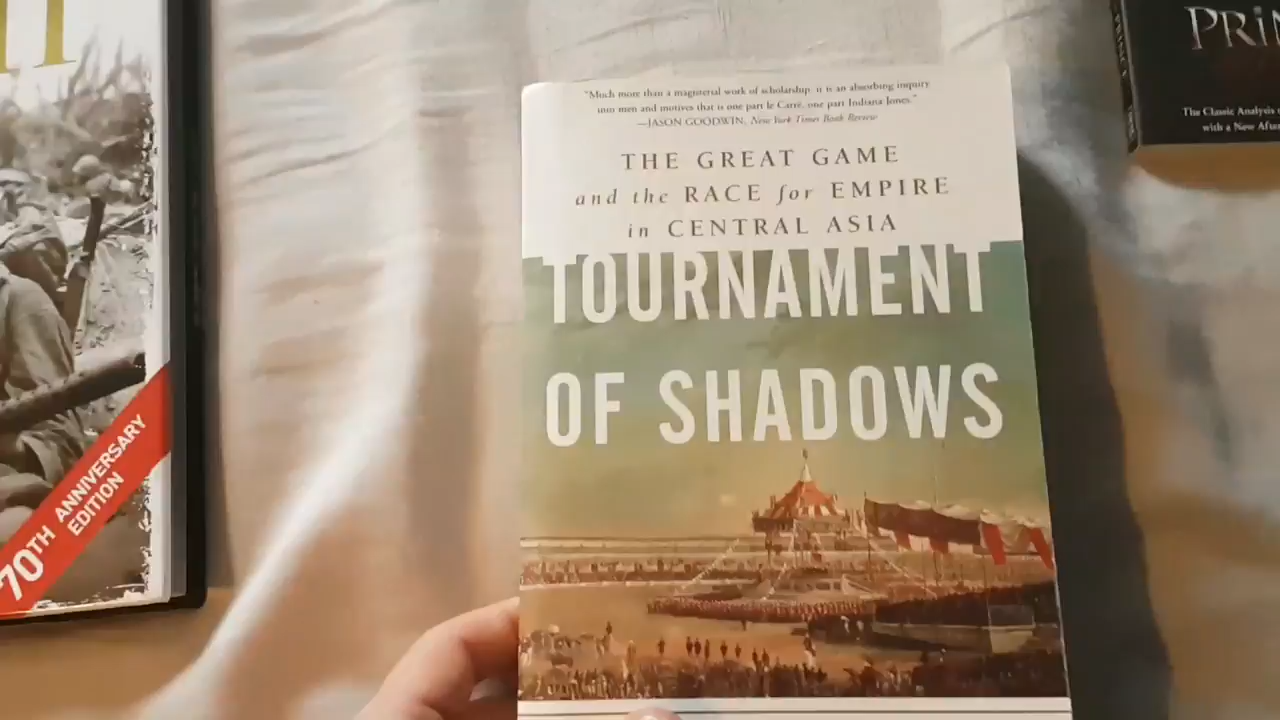 "Much more than a magisterial work of scholarship. it is an absorbing inquiry
into men and motives that is one part le Carré, one part Indiana Jones."
—JASON GOODWIN, New York Times Book Review
THE GREAT GAME
and the RACE for EMPIRE
in CENTRAL ASIA
TOURNAMENT
OF SHADOWS
70TH ANNIVERSARY
EDITION
The Classic Analysis
with a New